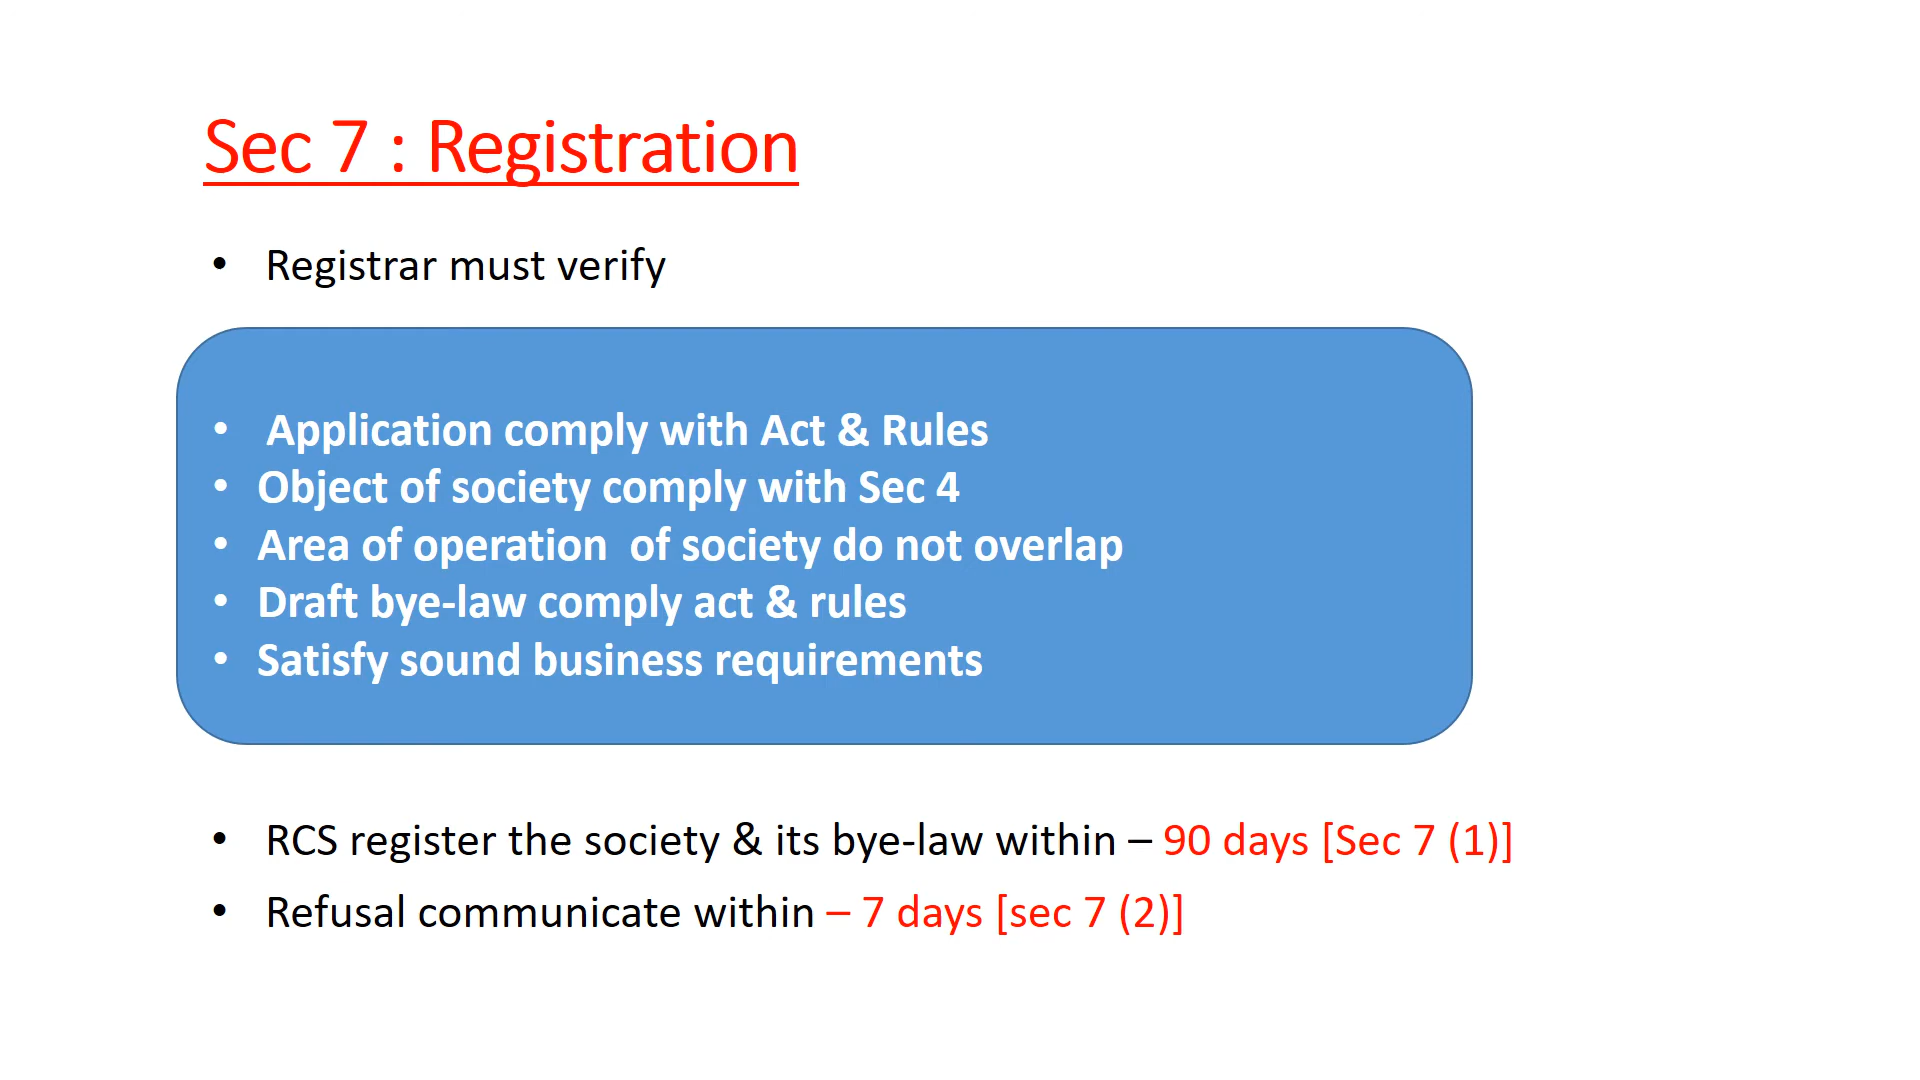 Sec 7 : Registration
• Registrar must verify
• Application comply with Act & Rules
• Object of society comply with Sec 4
• Area of operation  of society do not overlap
• Draft bye-law comply act & rules
• Satisfy sound business requirements
• RCS register the society & its bye-law within – 90 days [Sec 7 (1)]
• Refusal communicate within – 7 days [sec 7 (2)]